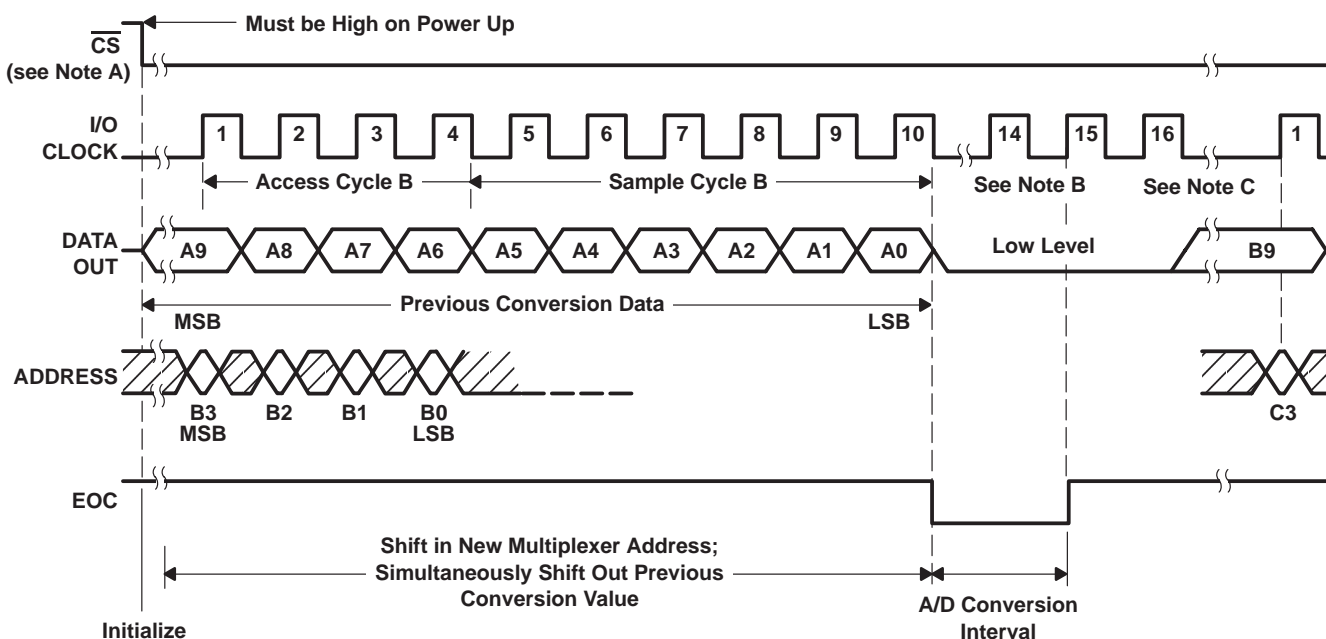 Must be High on Power Up
CS
(see Note A)
I/O
CLOCK
1 2 3 4 5 6 7 8 9 10 14 15 16 1
Access Cycle B
Sample Cycle B
See Note B
See Note C
DATA
OUT
A9 A8 A7 A6 A5 A4 A3 A2 A1 A0
Low Level
B9
Previous Conversion Data
MSB
LSB
ADDRESS
B3 B2 B1 B0
MSB LSB
C3
EOC
Shift in New Multiplexer Address;
Simultaneously Shift Out Previous
Conversion Value
A/D Conversion
Interval
Initialize